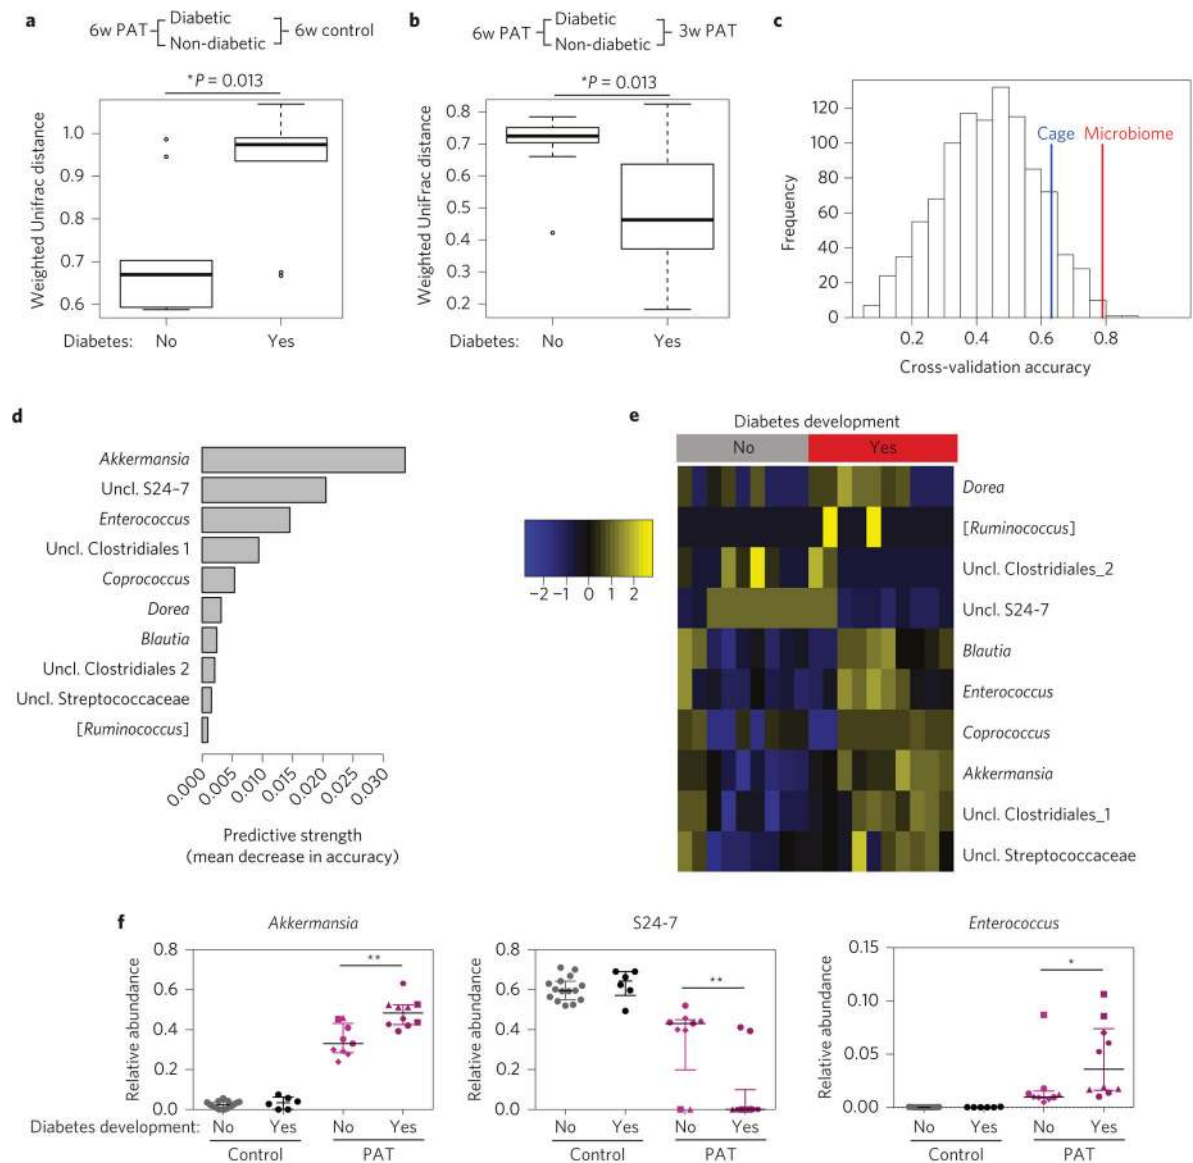 a
6w PAT
Diabetic
Non-diabetic
6w control
*P = 0.013
Weighted Unifrac distance
1.0
0.9
0.8
0.7
0.6
Diabetes: No Yes
b
6w PAT
Diabetic
Non-diabetic
3w PAT
*P = 0.013
Weighted UniFrac distance
0.8
0.7
0.6
0.5
0.4
0.3
0.2
Diabetes: No Yes
c
Cage Microbiome
Frequency
120
100
80
60
40
20
0
0.2 0.4 0.6 0.8
Cross-validation accuracy
d
Akkermansia
Uncl. S24-7
Enterococcus
Uncl. Clostridiales 1
Coprococcus
Dorea
Blautia
Uncl. Clostridiales 2
Uncl. Streptococcaceae
[Ruminococcus]
0.000 0.005 0.010 0.015 0.020 0.025 0.030
Predictive strength
(mean decrease in accuracy)
e
Diabetes development
No Yes
−2 −1 0 1 2
Dorea
[Ruminococcus]
Uncl. Clostridiales_2
Uncl. S24-7
Blautia
Enterococcus
Coprococcus
Akkermansia
Uncl. Clostridiales_1
Uncl. Streptococcaceae
f
Akkermansia
Relative abundance
0.8
0.6
0.4
0.2
0.0
**
Diabetes development: No Yes No Yes
Control PAT
S24-7
Relative abundance
0.8
0.6
0.4
0.2
0.0
**
No Yes No Yes
Control PAT
Enterococcus
Relative abundance
0.15
0.10
0.05
0.00
*
No Yes No Yes
Control PAT